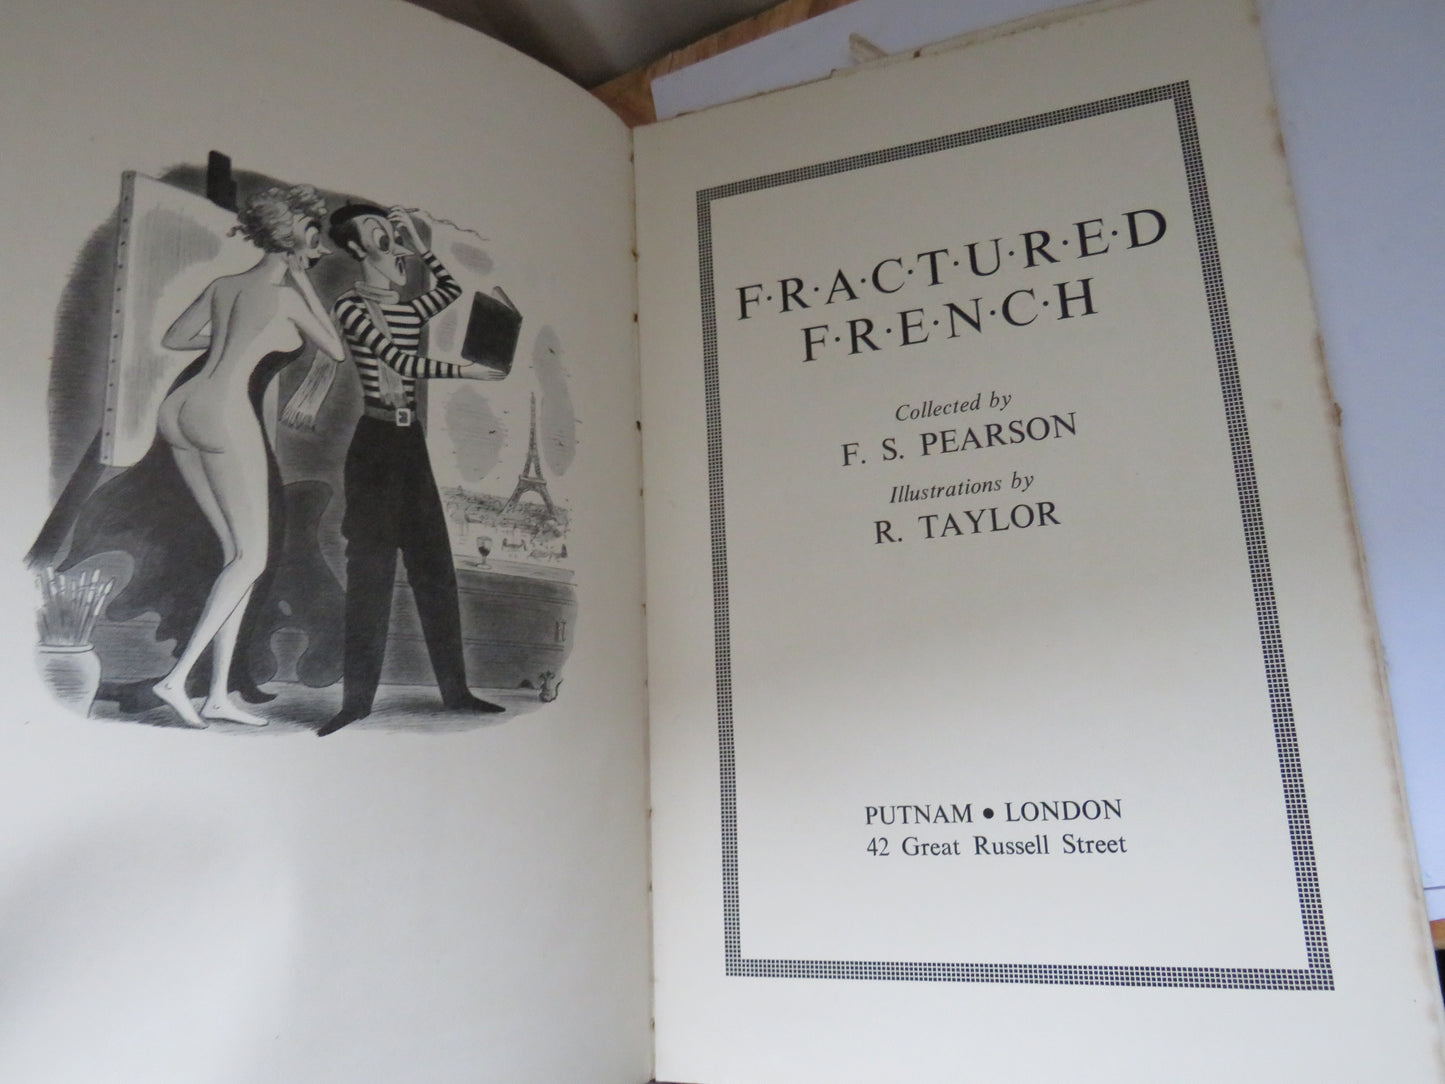 F·R·A·C·T·U·R·E·D
F·R·E·N·C·H
Collected by
F. S. PEARSON
Illustrations by
R. TAYLOR
PUTNAM • LONDON
42 Great Russell Street